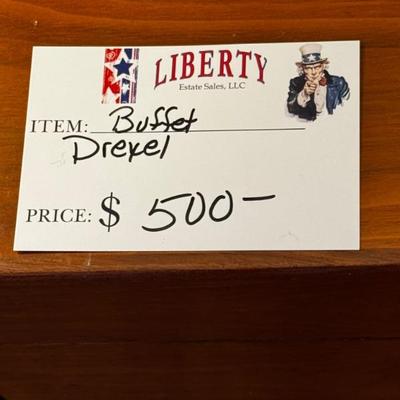 LIBERTY
Estate Sales, LLC
ITEM: Buffet
Drexel
PRICE: $ 500-